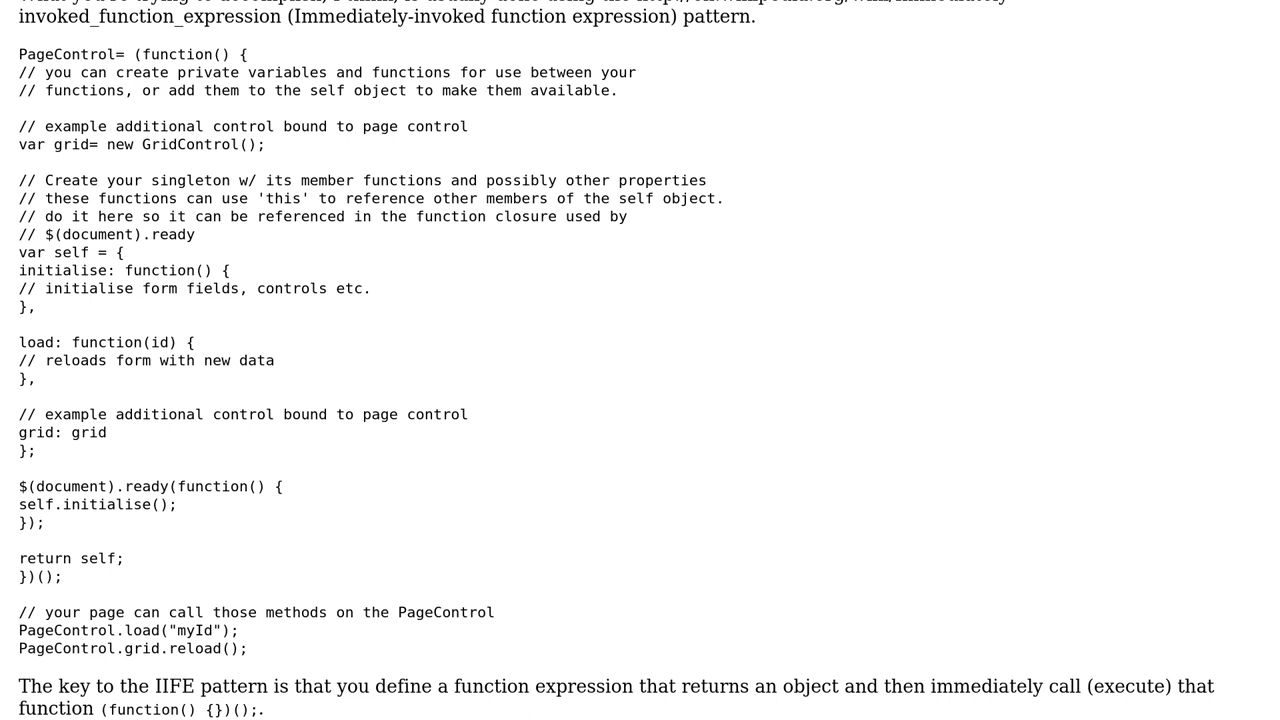 invoked_function_expression (Immediately-invoked function expression) pattern.
PageControl= (function() {
// you can create private variables and functions for use between your
// functions, or add them to the self object to make them available.
// example additional control bound to page control
var grid= new GridControl();
// Create your singleton w/ its member functions and possibly other properties
// these functions can use 'this' to reference other members of the self object.
// do it here so it can be referenced in the function closure used by
// $(document).ready
var self = {
initialise: function() {
// initialise form fields, controls etc.
},
load: function(id) {
// reloads form with new data
},
// example additional control bound to page control
grid: grid
};
$(document).ready(function() {
self.initialise();
});
return self;
})();
// your page can call those methods on the PageControl
PageControl.load("myId");
PageControl.grid.reload();
The key to the IIFE pattern is that you define a function expression that returns an object and then immediately call (execute) that
function (function() {})();.